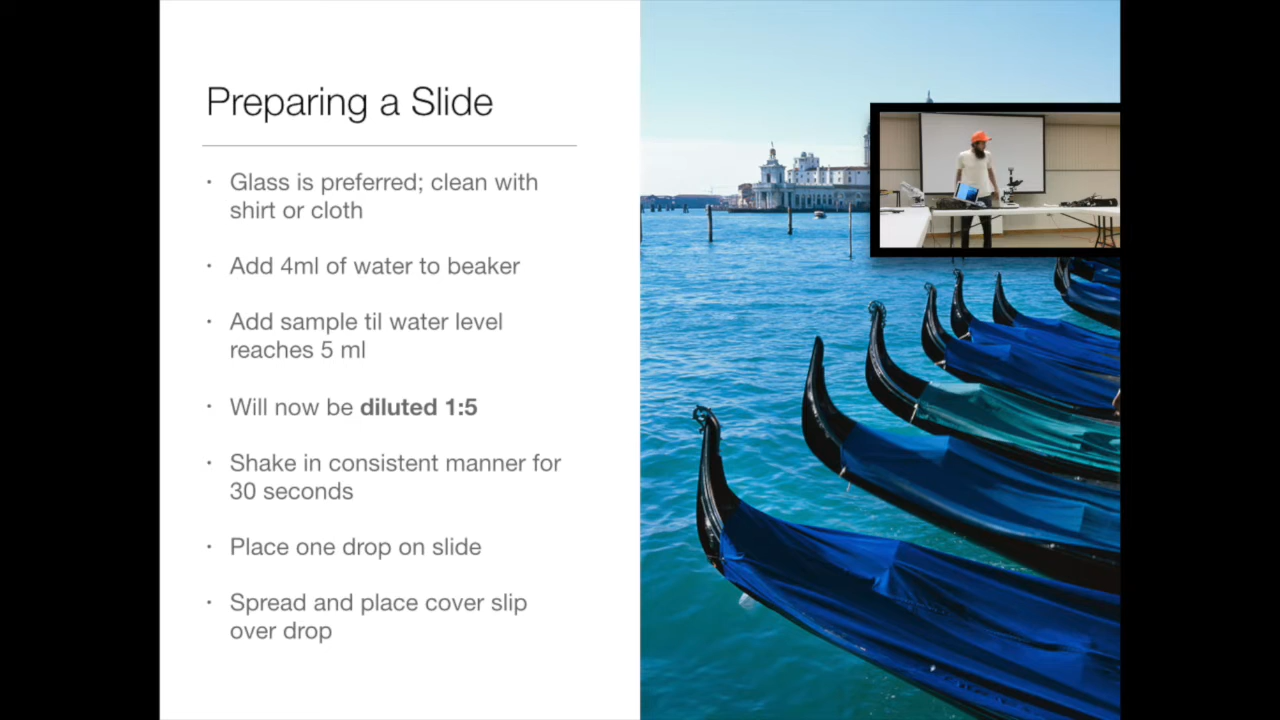 Preparing a Slide
· Glass is preferred; clean with
shirt or cloth
· Add 4ml of water to beaker
· Add sample til water level
reaches 5 ml
· Will now be diluted 1:5
· Shake in consistent manner for
30 seconds
· Place one drop on slide
· Spread and place cover slip
over drop